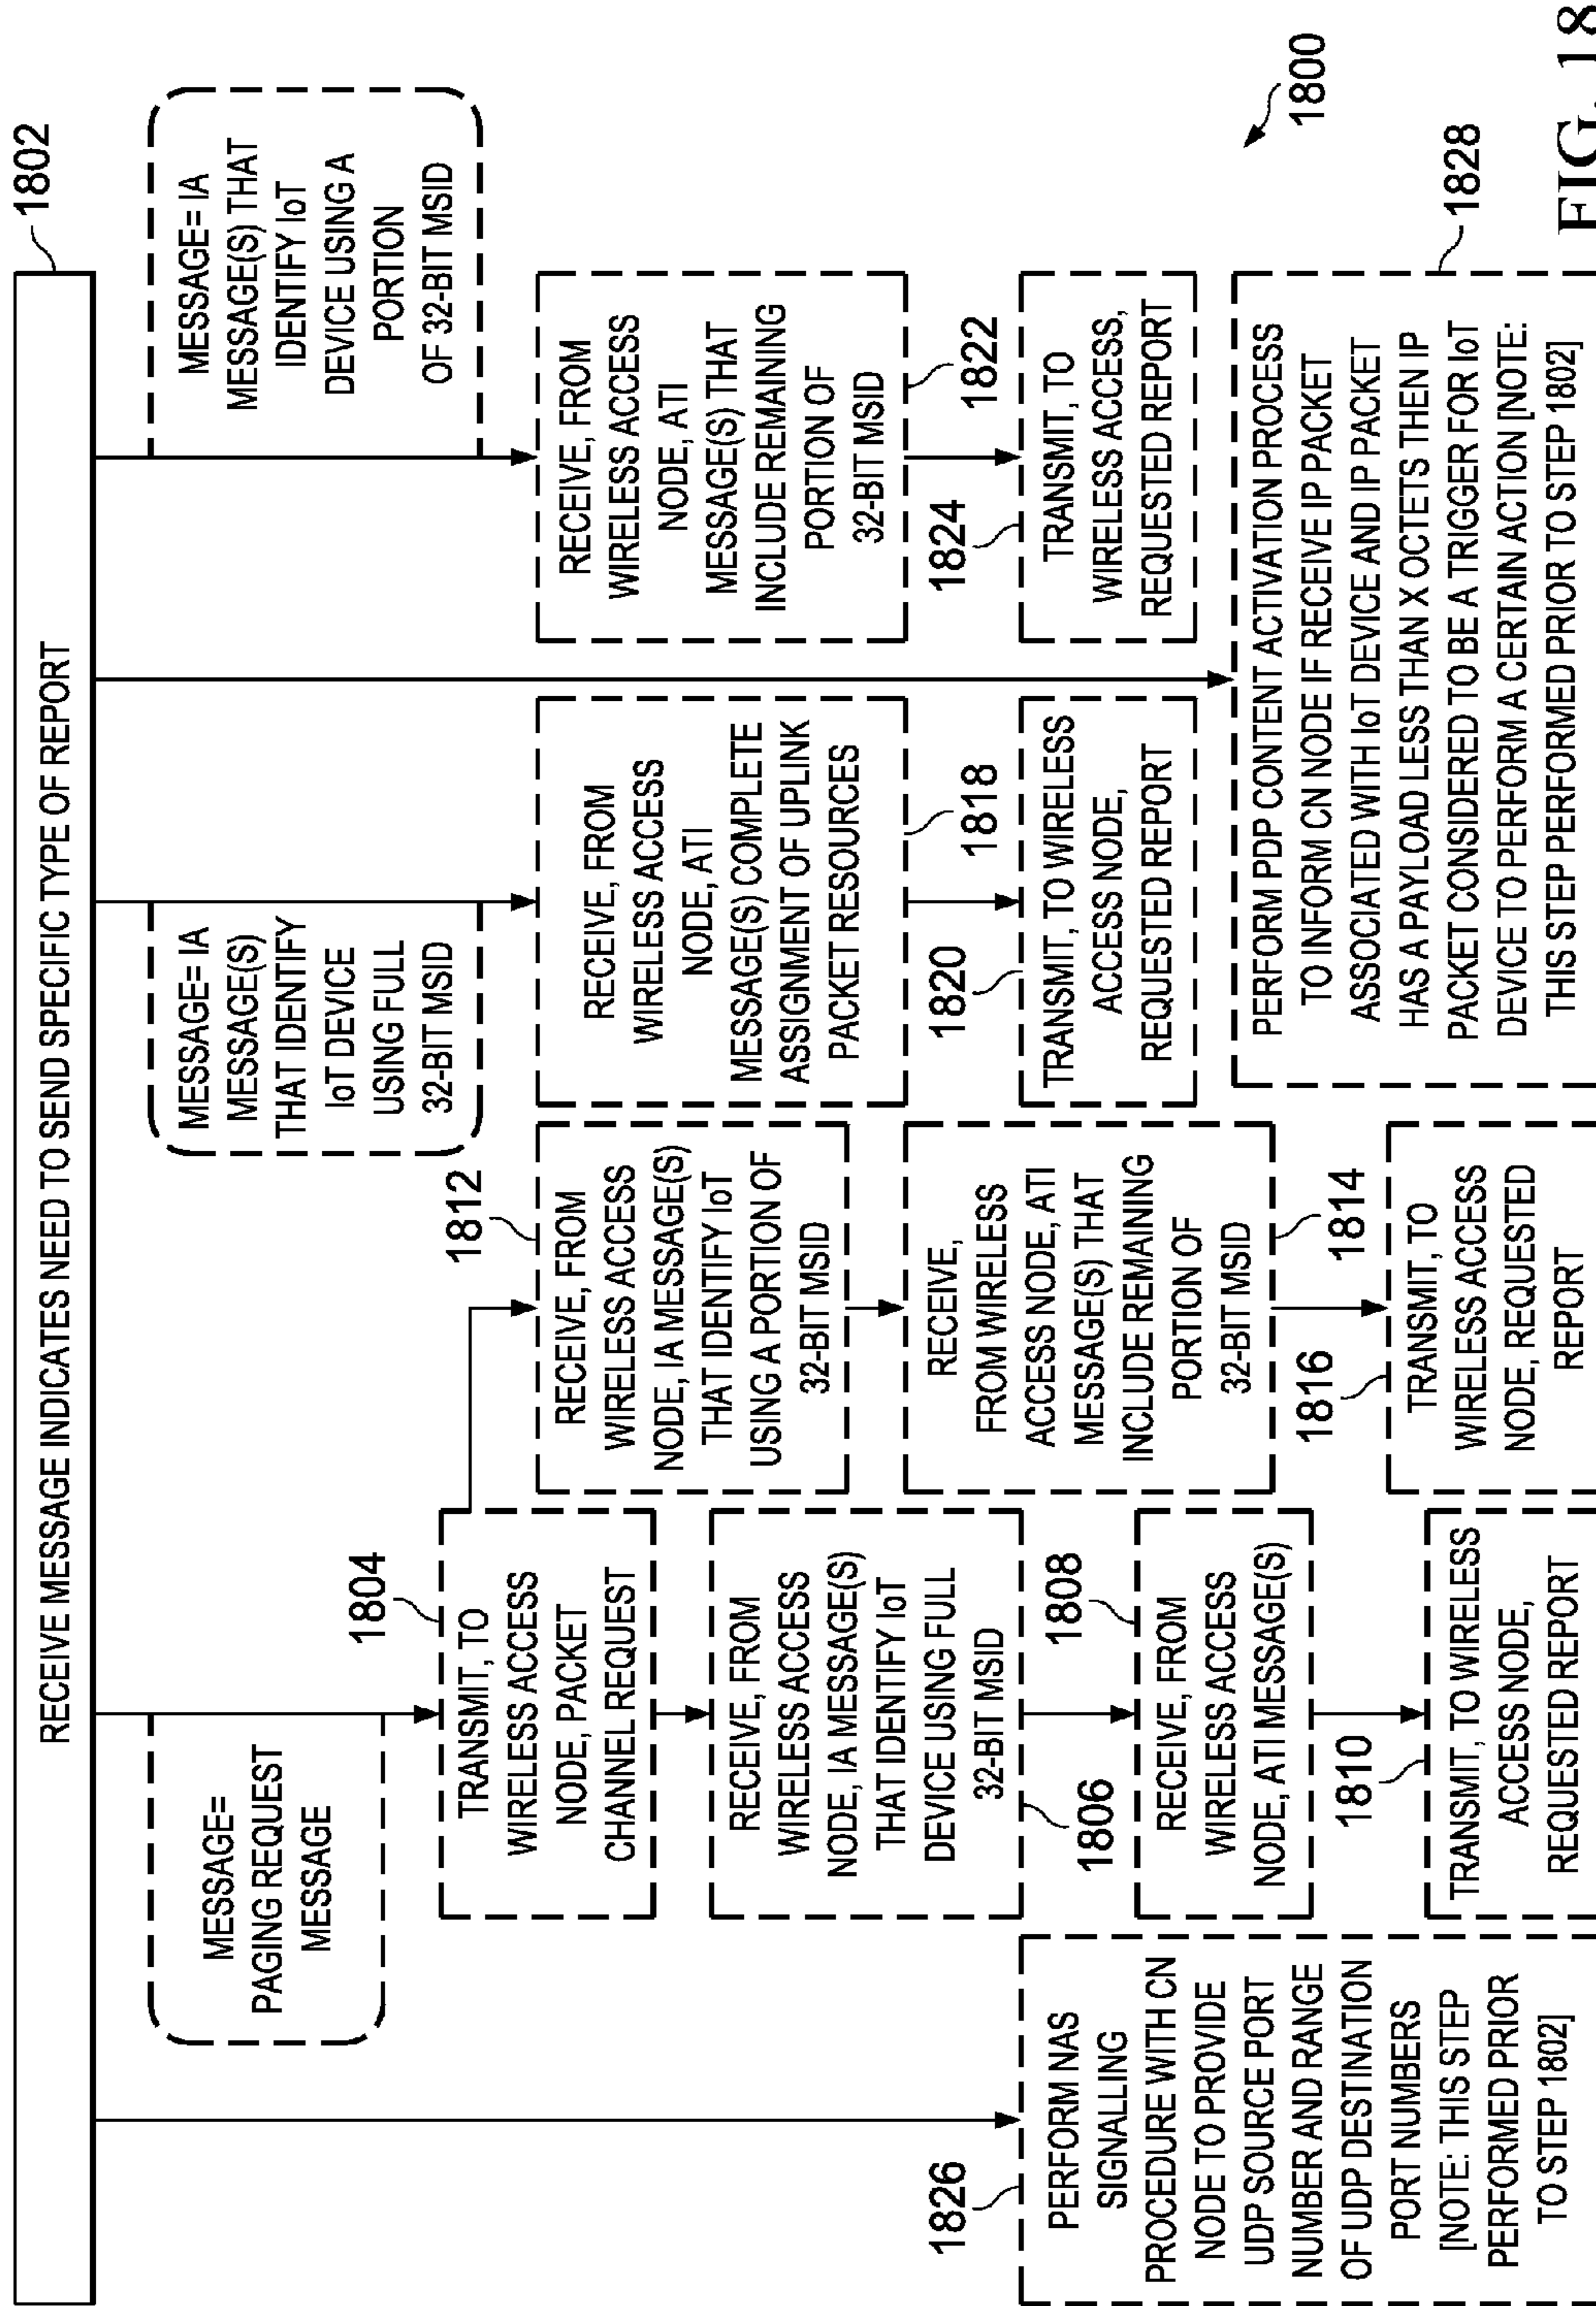 RECEIVE MESSAGE INDICATES NEED TO SEND SPECIFIC TYPE OF REPORT
1802
MESSAGE=
PAGING REQUEST
MESSAGE
MESSAGE= IA
MESSAGE(S)
THAT IDENTIFY
IoT DEVICE
USING FULL
32-BIT MSID
MESSAGE= IA
MESSAGE(S) THAT
IDENTIFY IoT
DEVICE USING A
PORTION
OF 32-BIT MSID
1826
PERFORM NAS
SIGNALLING
PROCEDURE WITH CN
NODE TO PROVIDE
UDP SOURCE PORT
NUMBER AND RANGE
OF UDP DESTINATION
PORT NUMBERS
[NOTE: THIS STEP
PERFORMED PRIOR
TO STEP 1802]
1804
TRANSMIT, TO
WIRELESS ACCESS
NODE, PACKET
CHANNEL REQUEST
RECEIVE, FROM
WIRELESS ACCESS
NODE, IA MESSAGE(S)
THAT IDENTIFY IoT
DEVICE USING FULL
32-BIT MSID
1806
1808
RECEIVE, FROM
WIRELESS ACCESS
NODE, ATI MESSAGE(S)
1810
TRANSMIT, TO WIRELESS
ACCESS NODE,
REQUESTED REPORT
1812
RECEIVE, FROM
WIRELESS ACCESS
NODE, IA MESSAGE(S)
THAT IDENTIFY IoT
USING A PORTION OF
32-BIT MSID
RECEIVE,
FROM WIRELESS
ACCESS NODE, ATI
MESSAGE(S) THAT
INCLUDE REMAINING
PORTION OF
32-BIT MSID
1814
1816
TRANSMIT, TO
WIRELESS ACCESS
NODE, REQUESTED
REPORT
RECEIVE, FROM
WIRELESS ACCESS
NODE, ATI
MESSAGE(S) COMPLETE
ASSIGNMENT OF UPLINK
PACKET RESOURCES
1818
1820
TRANSMIT, TO WIRELESS
ACCESS NODE,
REQUESTED REPORT
RECEIVE, FROM
WIRELESS ACCESS
NODE, ATI
MESSAGE(S) THAT
INCLUDE REMAINING
PORTION OF
32-BIT MSID
1822
1824
TRANSMIT, TO
WIRELESS ACCESS,
REQUESTED REPORT
PERFORM PDP CONTENT ACTIVATION PROCESS
TO INFORM CN NODE IF RECEIVE IP PACKET
ASSOCIATED WITH IoT DEVICE AND IP PACKET
HAS A PAYLOAD LESS THAN X OCTETS THEN IP
PACKET CONSIDERED TO BE A TRIGGER FOR IoT
DEVICE TO PERFORM A CERTAIN ACTION [NOTE:
THIS STEP PERFORMED PRIOR TO STEP 1802]
1828
1800
FIG. 18